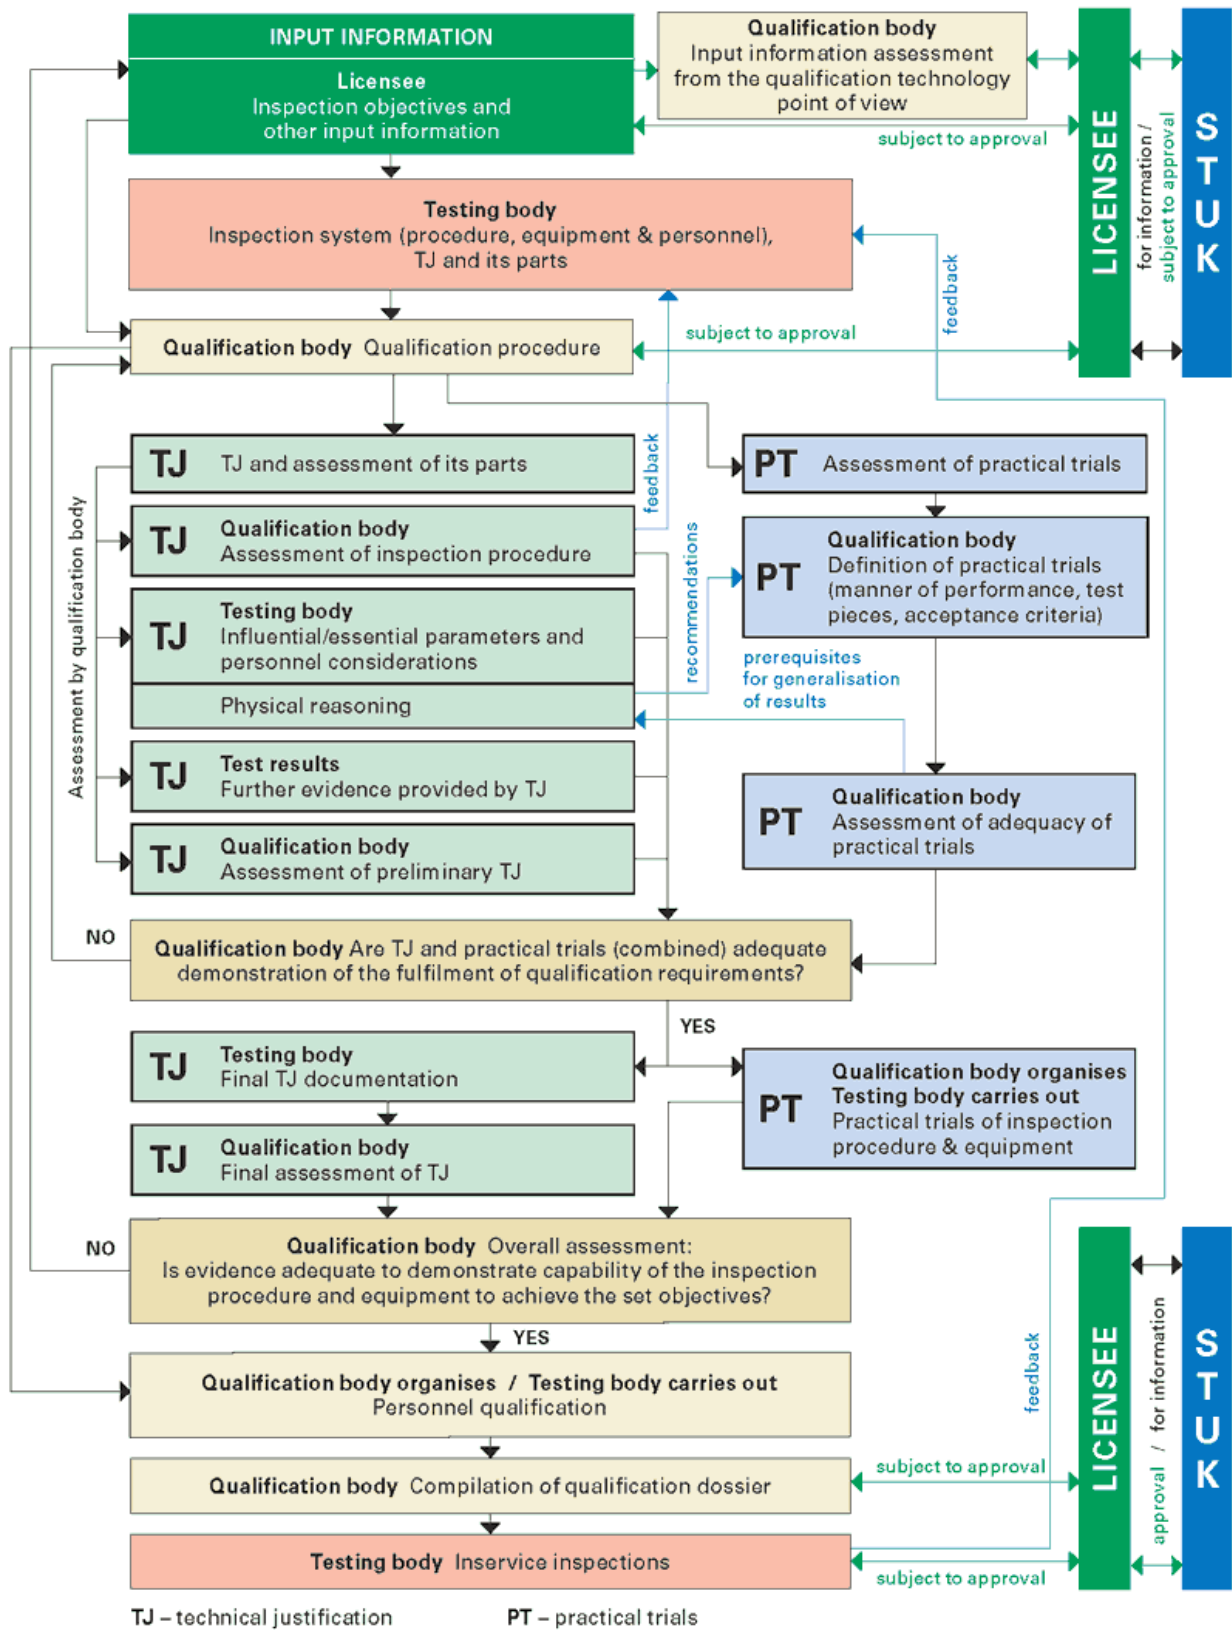 INPUT INFORMATION
Licensee
Inspection objectives and
other input information
Qualification body
Input information assessment
from the qualification technology
point of view
subject to approval
LICENSEE
for information /
subject to approval
STUK
Testing body
Inspection system (procedure, equipment & personnel),
TJ and its parts
feedback
Qualification body Qualification procedure
subject to approval
TJ TJ and assessment of its parts
feedback
PT Assessment of practical trials
Assessment by qualification body
TJ Qualification body
Assessment of inspection procedure
recommendations
PT Qualification body
Definition of practical trials
(manner of performance, test
pieces, acceptance criteria)
TJ Testing body
Influential/essential parameters and
personnel considerations
Physical reasoning
prerequisites
for generalisation
of results
TJ Test results
Further evidence provided by TJ
PT Qualification body
Assessment of adequacy of
practical trials
TJ Qualification body
Assessment of preliminary TJ
NO
Qualification body Are TJ and practical trials (combined) adequate
demonstration of the fulfilment of qualification requirements?
YES
TJ Testing body
Final TJ documentation
PT Qualification body organises
Testing body carries out
Practical trials of inspection
procedure & equipment
TJ Qualification body
Final assessment of TJ
NO
Qualification body Overall assessment:
Is evidence adequate to demonstrate capability of the inspection
procedure and equipment to achieve the set objectives?
YES
feedback
LICENSEE
approval / for information
STUK
Qualification body organises / Testing body carries out
Personnel qualification
Qualification body Compilation of qualification dossier
subject to approval
Testing body Inservice inspections
subject to approval
TJ – technical justification
PT – practical trials